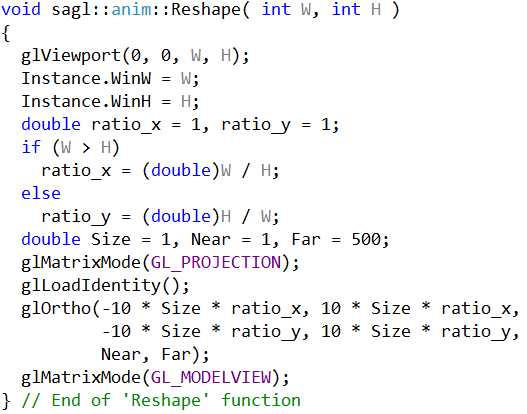 void sagl::anim::Reshape( int W, int H )
{
  glViewport(0, 0, W, H);
  Instance.WinW = W;
  Instance.WinH = H;
  double ratio_x = 1, ratio_y = 1;
  if (W > H)
    ratio_x = (double)W / H;
  else
    ratio_y = (double)H / W;
  double Size = 1, Near = 1, Far = 500;
  glMatrixMode(GL_PROJECTION);
  glLoadIdentity();
  glOrtho(-10 * Size * ratio_x, 10 * Size * ratio_x,
          -10 * Size * ratio_y, 10 * Size * ratio_y,
          Near, Far);
  glMatrixMode(GL_MODELVIEW);
} // End of 'Reshape' function